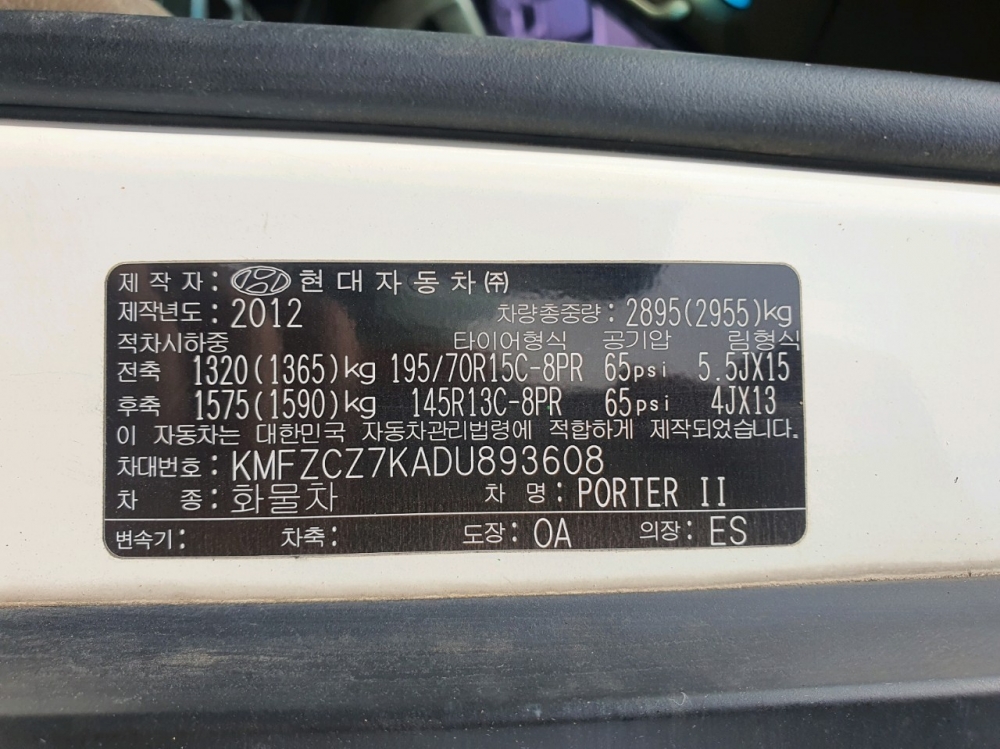 제 작 자 : 현대자동차㈜
제작년도 : 2012 차량총중량 : 2895(2955)kg
적차시하중 타이어형식 공기압 림형식
전축 1320(1365)kg 195/70R15C-8PR 65psi 5.5JX15
후축 1575(1590)kg 145R13C-8PR 65psi 4JX13
이 자동차는 대한민국 자동차관리법령에 적합하게 제작되었습니다.
차대번호 : KMFZCZ7KADU893608
차 종 : 화물차 차 명 : PORTER II
변속기 : 차축 : 도장 : OA 의장 : ES